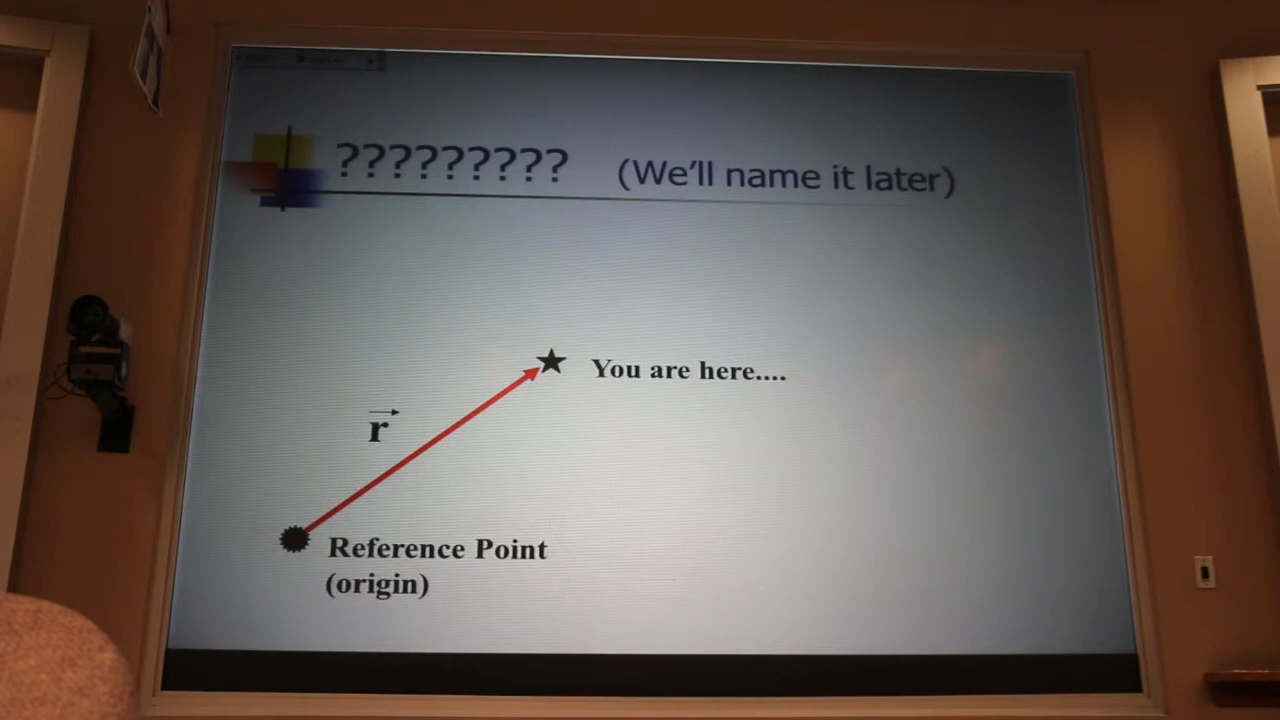 ????????? (We'll name it later)
You are here....
r
Reference Point
(origin)